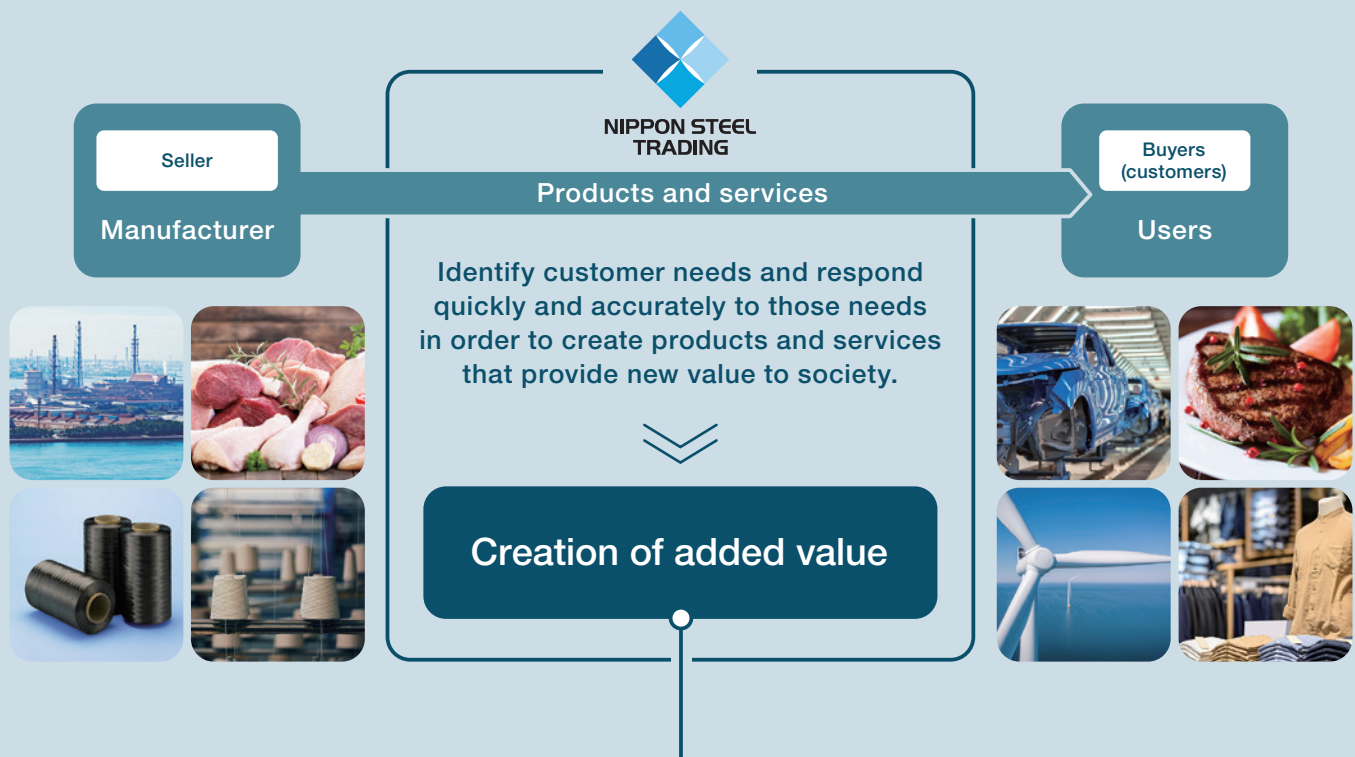 NIPPON STEEL
TRADING
Seller
Manufacturer
Products and services
Buyers
(customers)
Users
Identify customer needs and respond
quickly and accurately to those needs
in order to create products and services
that provide new value to society.
Creation of added value